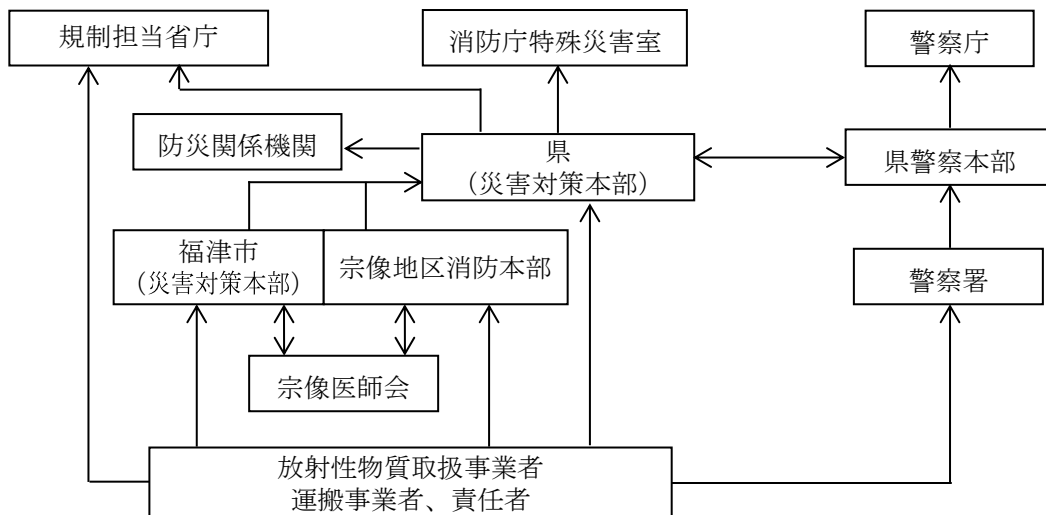 規制担当省庁
消防庁特殊災害室
警察庁
防災関係機関
県
（災害対策本部）
県警察本部
福津市
（災害対策本部）
宗像地区消防本部
警察署
宗像医師会
放射性物質取扱事業者
運搬事業者、責任者